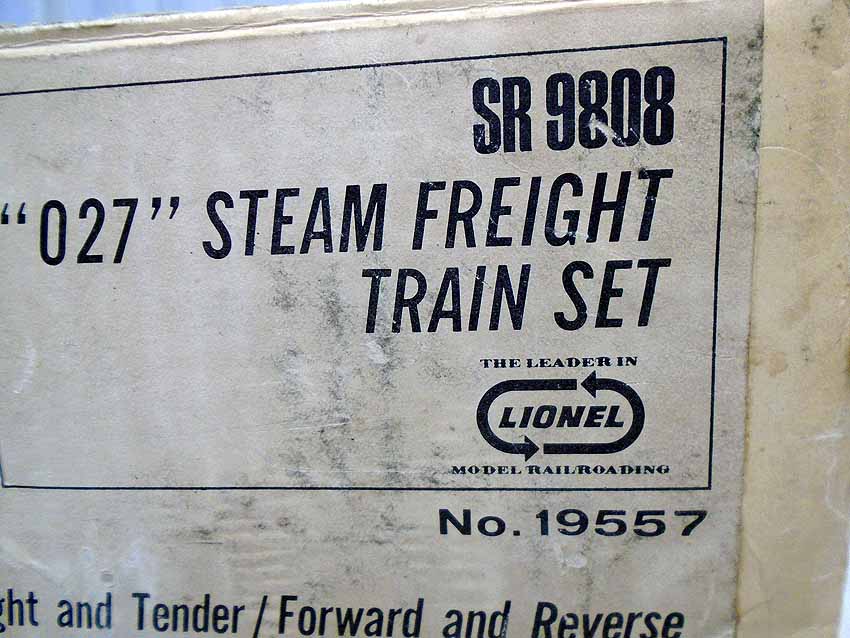 SR 9808
"027" STEAM FREIGHT
TRAIN SET
THE LEADER IN
LIONEL
MODEL RAILROADING
No. 19557
ght and Tender / Forward and Reverse